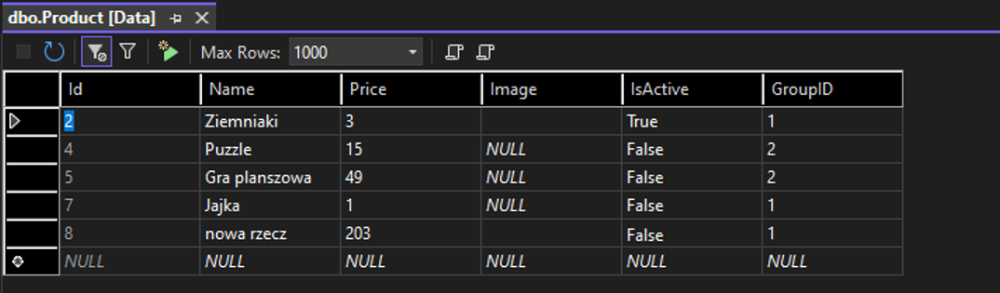 dbo.Product [Data]
Max Rows: 1000
Id Name Price Image IsActive GroupID
2 Ziemniaki 3 True 1
4 Puzzle 15 NULL False 2
5 Gra planszowa 49 NULL False 2
7 Jajka 1 NULL False 1
8 nowa rzecz 203 False 1
NULL NULL NULL NULL NULL NULL